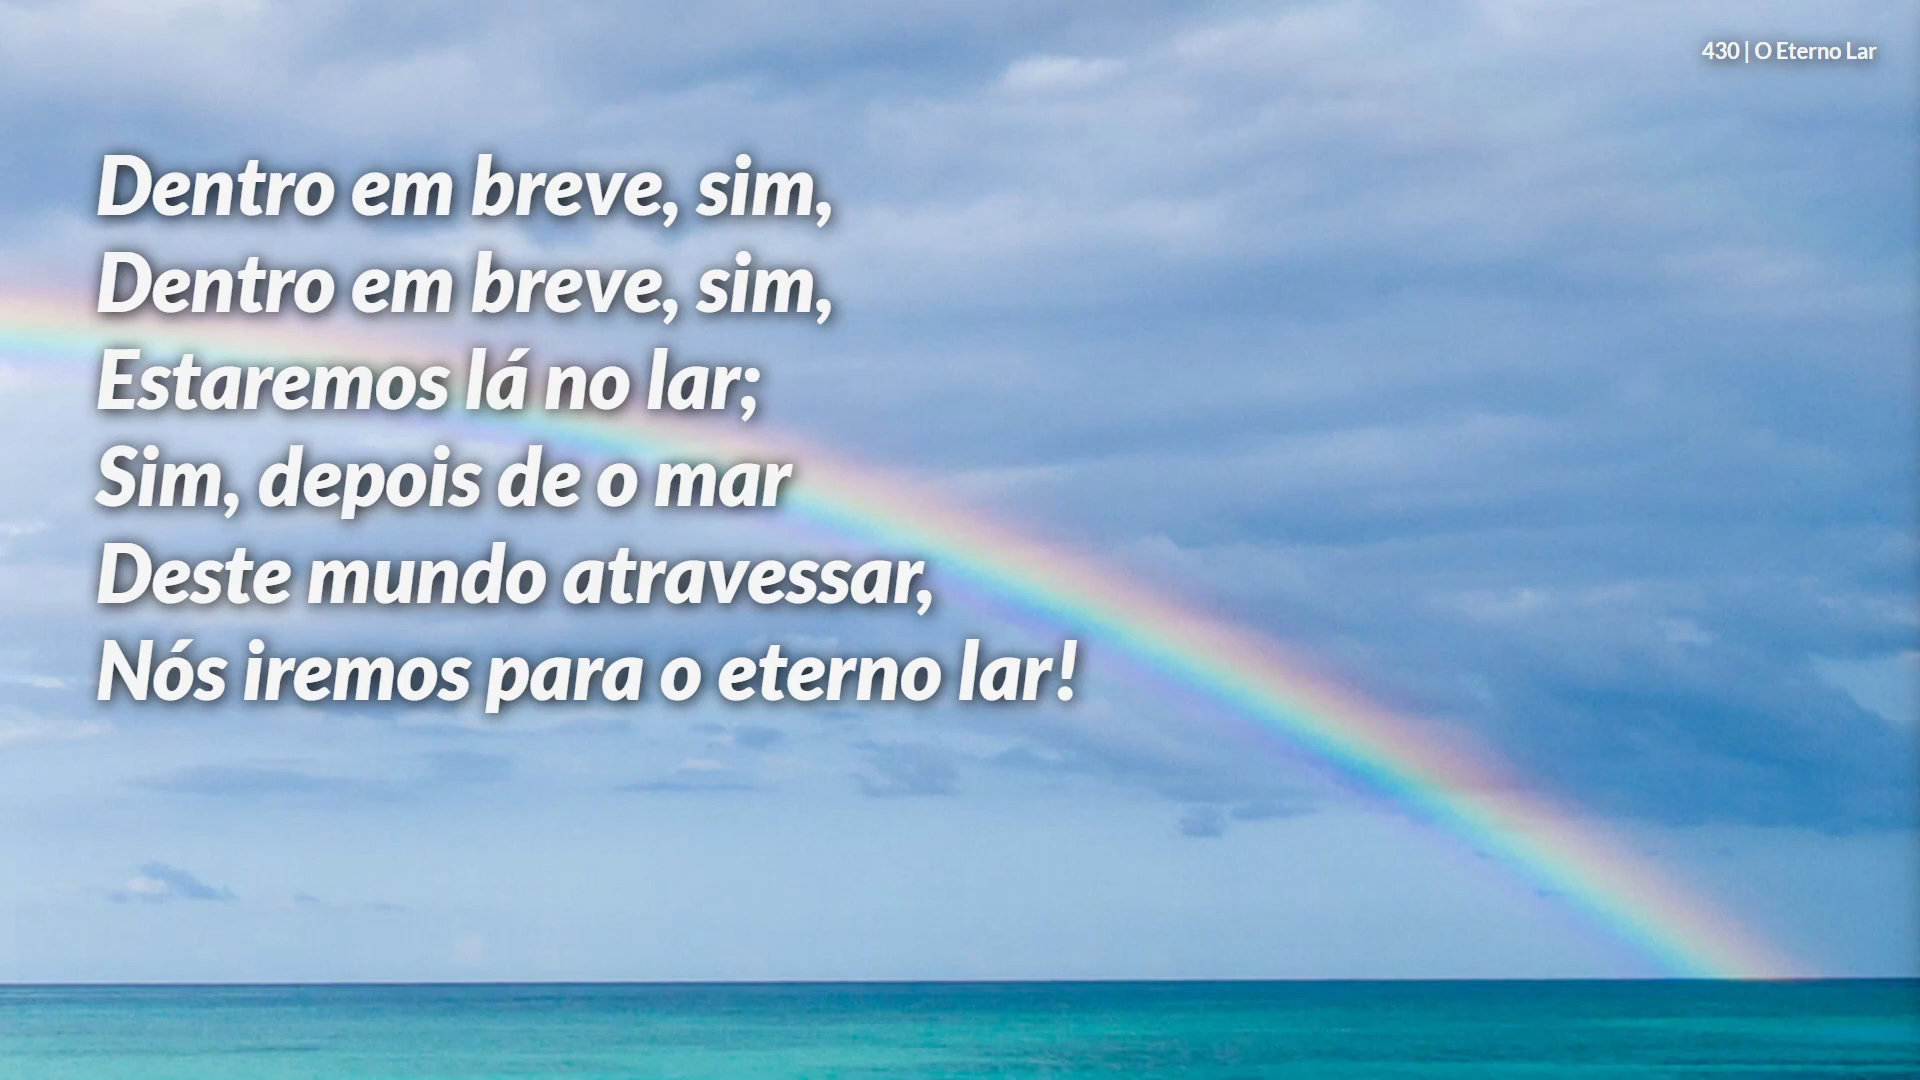 430 | O Eterno Lar
Dentro em breve, sim,
Dentro em breve, sim,
Estaremos lá no lar;
Sim, depois de o mar
Deste mundo atravessar,
Nós iremos para o eterno lar!